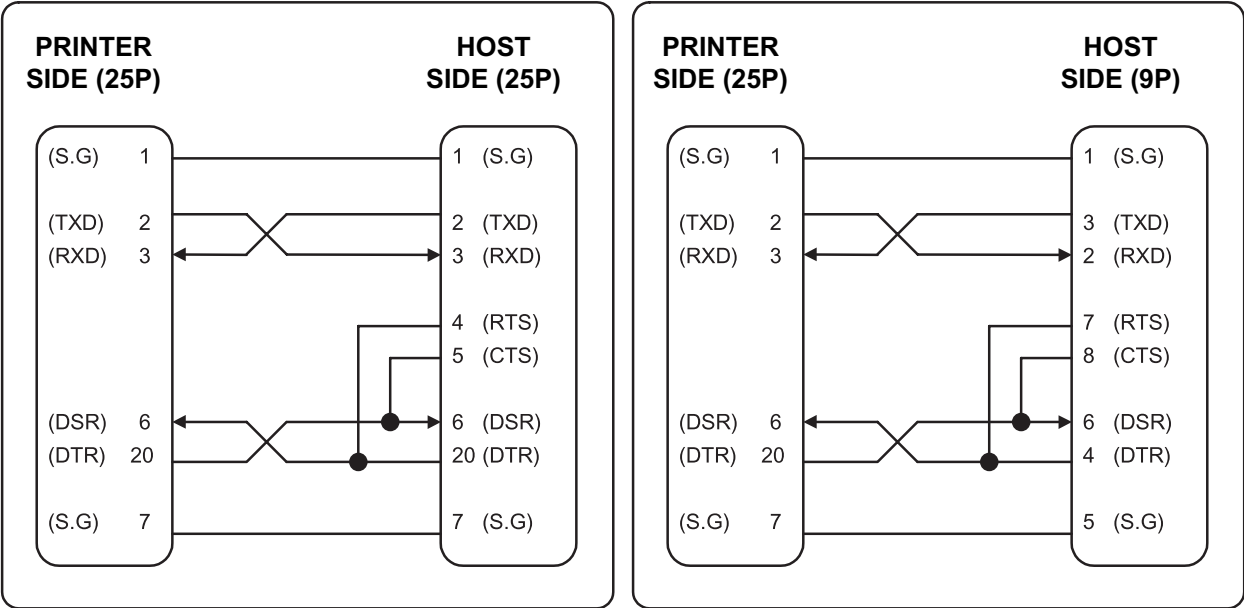 PRINTER
SIDE (25P)
HOST
SIDE (25P)
(S.G) 1
1 (S.G)
(TXD) 2
2 (TXD)
(RXD) 3
3 (RXD)
4 (RTS)
5 (CTS)
(DSR) 6
6 (DSR)
(DTR) 20
20 (DTR)
(S.G) 7
7 (S.G)
PRINTER
SIDE (25P)
HOST
SIDE (9P)
(S.G) 1
1 (S.G)
(TXD) 2
3 (TXD)
(RXD) 3
2 (RXD)
7 (RTS)
8 (CTS)
(DSR) 6
6 (DSR)
(DTR) 20
4 (DTR)
(S.G) 7
5 (S.G)